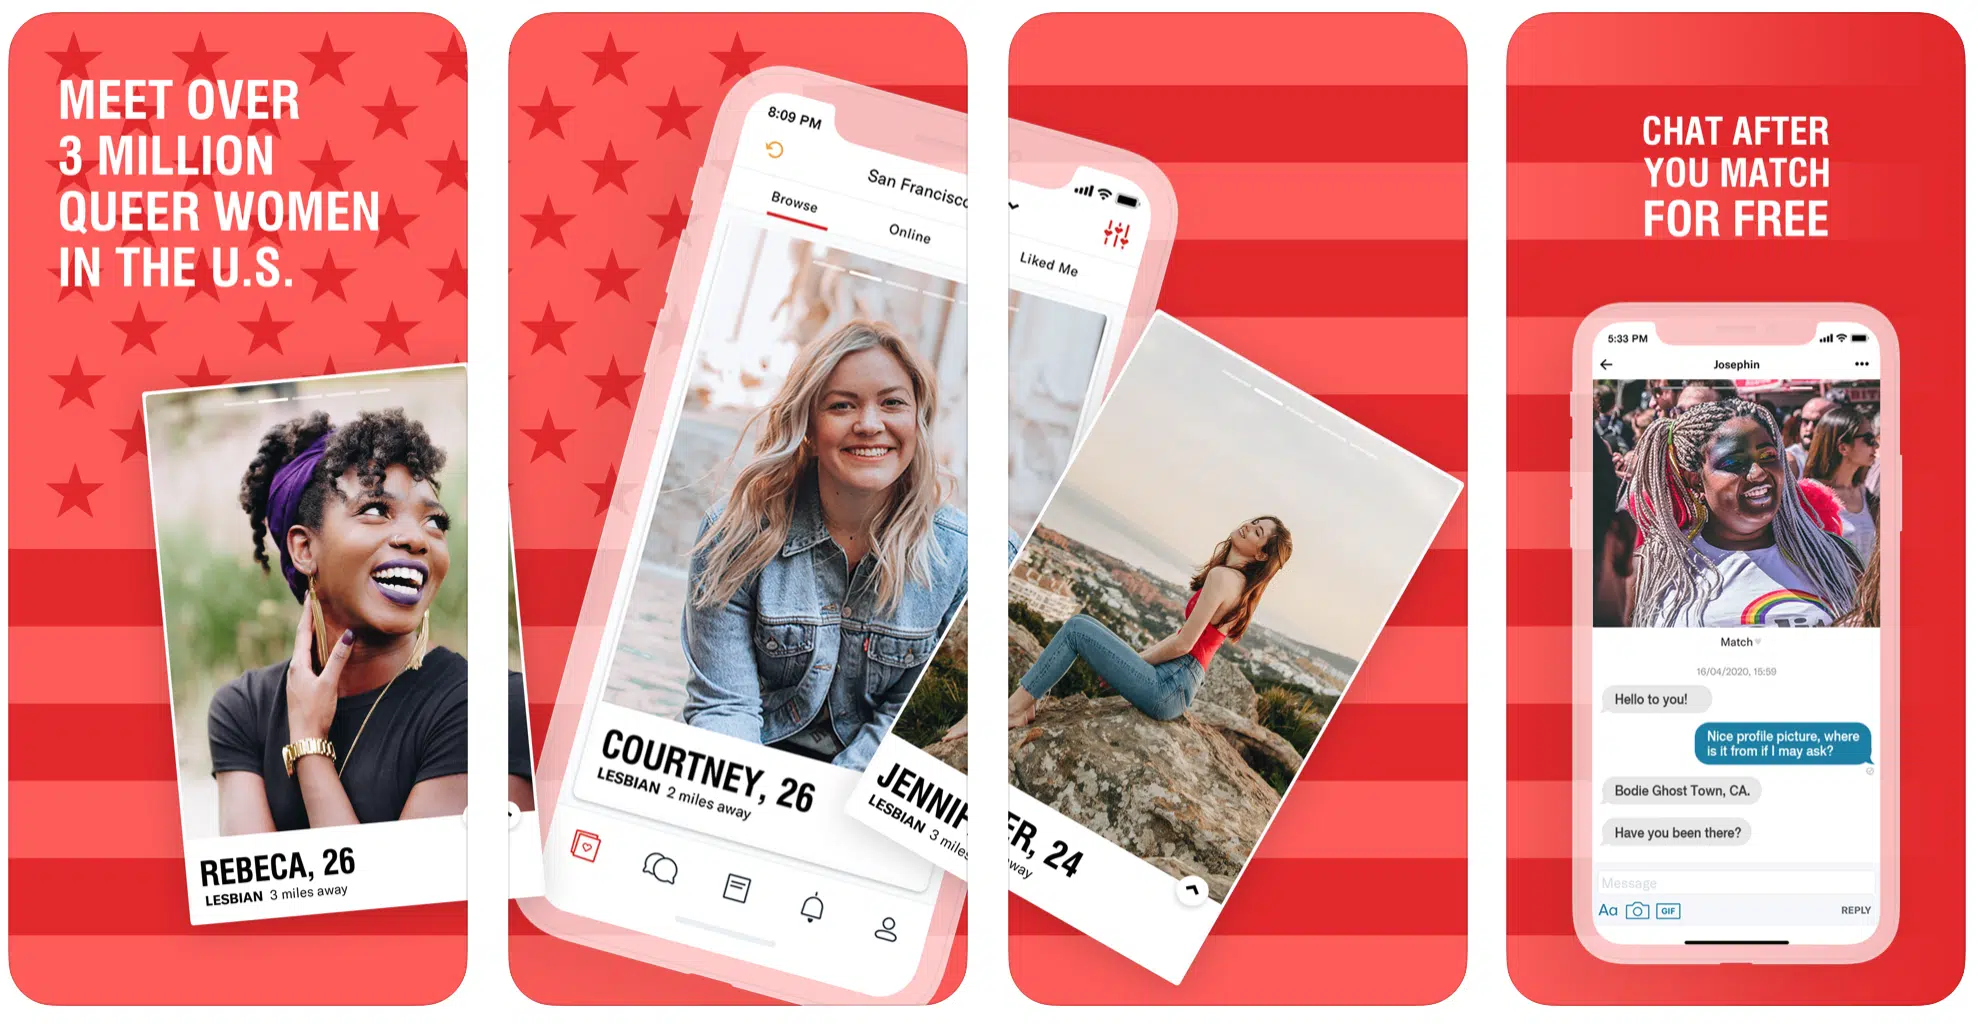 MEET OVER
3 MILLION
QUEER WOMEN
IN THE U.S.
REBECA, 26
LESBIAN 3 miles away
8:09 PM
San Francisco
Browse
Online
Liked Me
COURTNEY, 26
LESBIAN 2 miles away
JENNIF
ER, 24
LESBIAN 3 miles
away
CHAT AFTER
YOU MATCH
FOR FREE
5:33 PM
Josephin
Match
16/04/2020, 15:59
Hello to you!
Nice profile picture, where
is it from if I may ask?
Bodie Ghost Town, CA.
Have you been there?
Message
Aa
GIF
REPLY